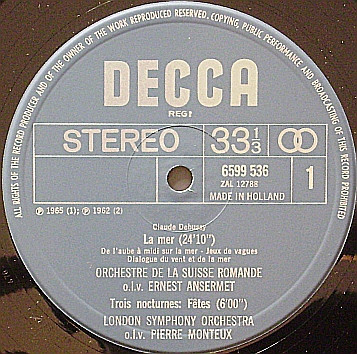 ALL RIGHTS OF THE RECORD PRODUCER AND OF THE OWNER OF THE WORK REPRODUCED RESERVED. COPYING, PUBLIC PERFORMANCE AND BROADCASTING OF THIS RECORD PROHIBITED
DECCA
REG?
STEREO 33 1/3
6599 536
ZAL 12788
MADE IN HOLLAND
1
℗ 1965 (1); ℗ 1962 (2)
Claude Debussy
La mer (24'10'')
De l'aube à midi sur la mer - Jeux de vagues
Dialogue du vent et de la mer
ORCHESTRE DE LA SUISSE ROMANDE
o.l.v. ERNEST ANSERMET
Trois nocturnes: Fêtes (6'00'')
LONDON SYMPHONY ORCHESTRA
o.l.v. PIERRE MONTEUX